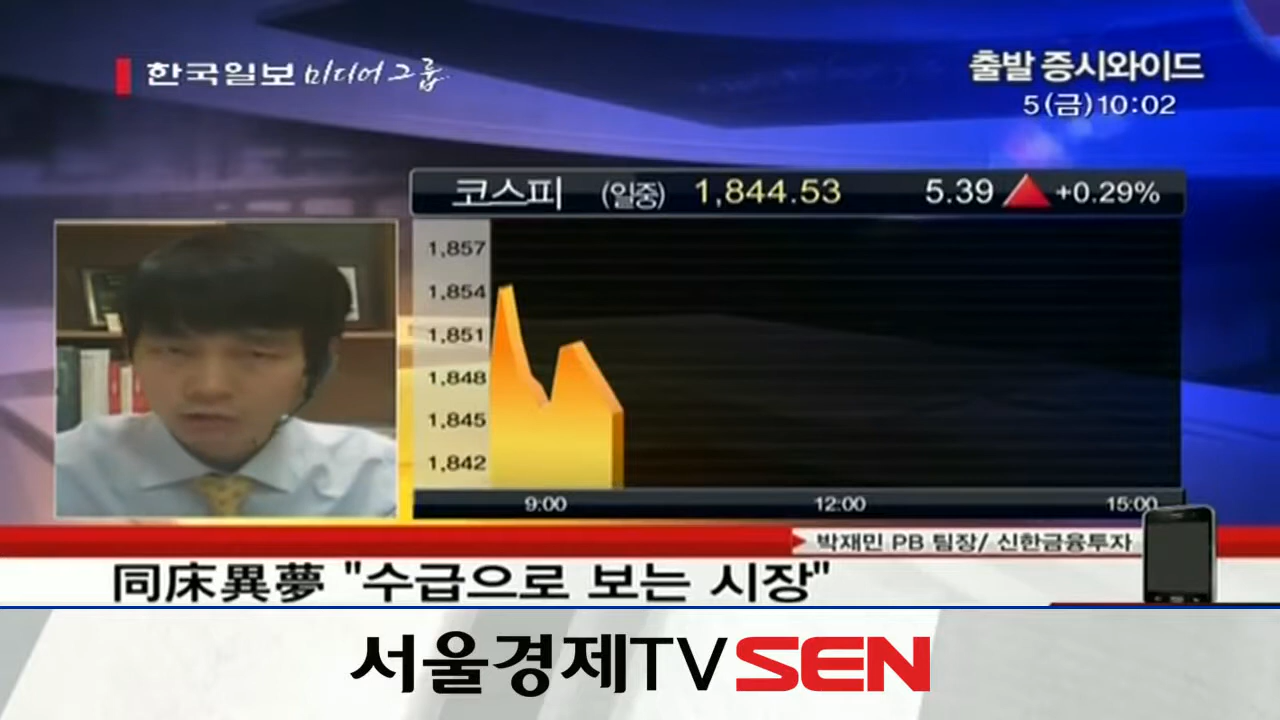 한국일보 미디어그룹
출발 증시와이드
5(금)10:02
코스피 (일중) 1,844.53 5.39 ▲ +0.29%
1,857
1,854
1,851
1,848
1,845
1,842
9:00 12:00 15:00
박재민 PB 팀장/ 신한금융투자
同床異夢 "수급으로 보는 시장"
서울경제TV SEN